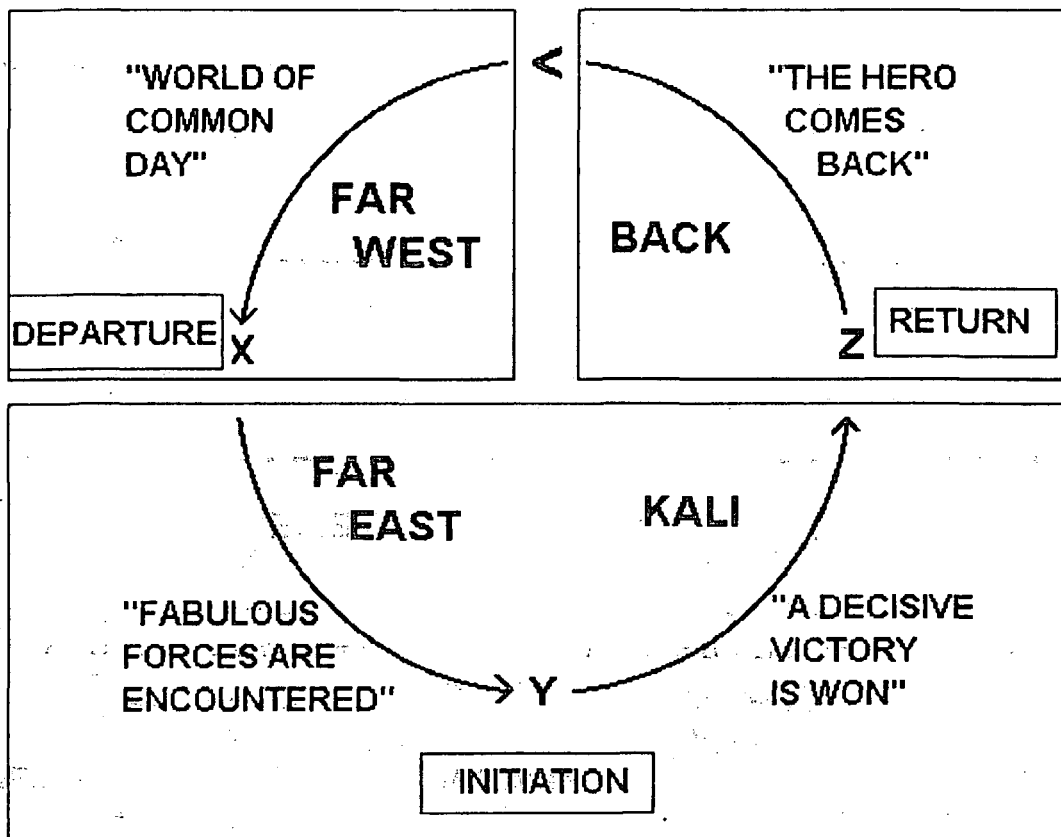 "WORLD OF
COMMON
DAY"
FAR
WEST
DEPARTURE
X
<
"THE HERO
COMES
BACK"
BACK
Z
RETURN
FAR
EAST
KALI
"FABULOUS
FORCES ARE
ENCOUNTERED"
Y
"A DECISIVE
VICTORY
IS WON"
INITIATION